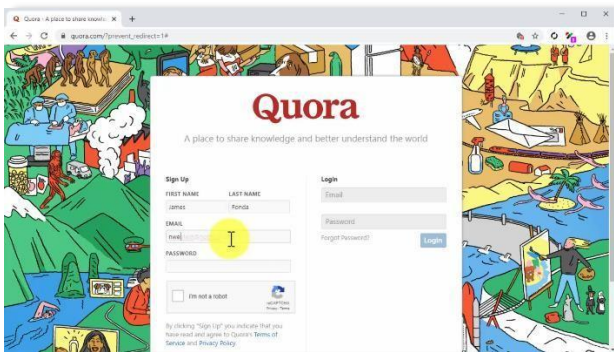 Quora - A place to share knowle
quora.com/?prevent_redirect=1#
Quora
A place to share knowledge and better understand the world
Sign Up
FIRST NAME LAST NAME
James Fonda
EMAIL
nwe
PASSWORD
I'm not a robot
reCAPTCHA
Privacy - Terms
By clicking "Sign Up" you indicate that you
have read and agree to Quora's Terms of
Service and Privacy Policy.
Login
Email
Password
Forgot Password?
Login